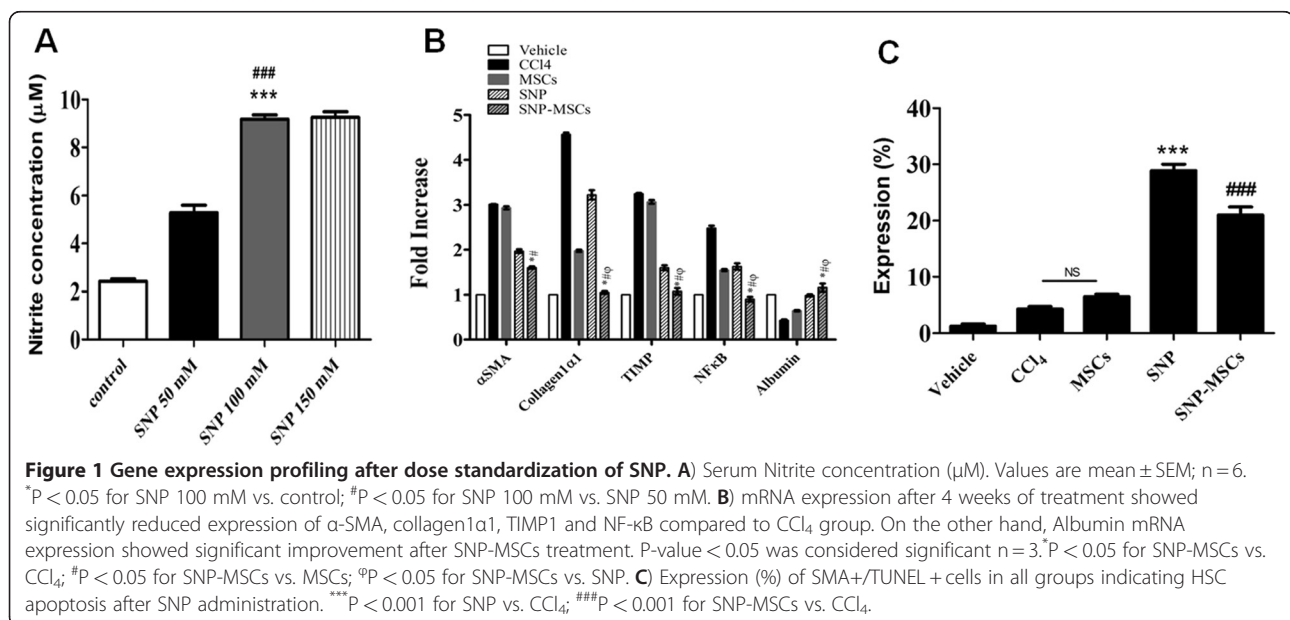 A
Nitrite concentration (µM)
10
8
6
4
2
0
###
***
control
SNP 50 mM
SNP 100 mM
SNP 150 mM
B
Vehicle
CCl4
MSCs
SNP
SNP-MSCs
Fold Increase
5
4
3
2
1
0
*#
*#φ
*#φ
*#φ
*#φ
αSMA
Collagen1α1
TIMP
NFκB
Albumin
C
Expression (%)
40
30
20
10
0
NS
***
###
Vehicle
CCl₄
MSCs
SNP
SNP-MSCs
Figure 1 Gene expression profiling after dose standardization of SNP. A) Serum Nitrite concentration (µM). Values are mean ± SEM; n = 6.
*P < 0.05 for SNP 100 mM vs. control; #P < 0.05 for SNP 100 mM vs. SNP 50 mM. B) mRNA expression after 4 weeks of treatment showed
significantly reduced expression of α-SMA, collagen1α1, TIMP1 and NF-κB compared to CCl₄ group. On the other hand, Albumin mRNA
expression showed significant improvement after SNP-MSCs treatment. P-value < 0.05 was considered significant n = 3.*P < 0.05 for SNP-MSCs vs.
CCl₄; #P < 0.05 for SNP-MSCs vs. MSCs; φP < 0.05 for SNP-MSCs vs. SNP. C) Expression (%) of SMA+/TUNEL + cells in all groups indicating HSC
apoptosis after SNP administration. ***P < 0.001 for SNP vs. CCl₄; ###P < 0.001 for SNP-MSCs vs. CCl₄.